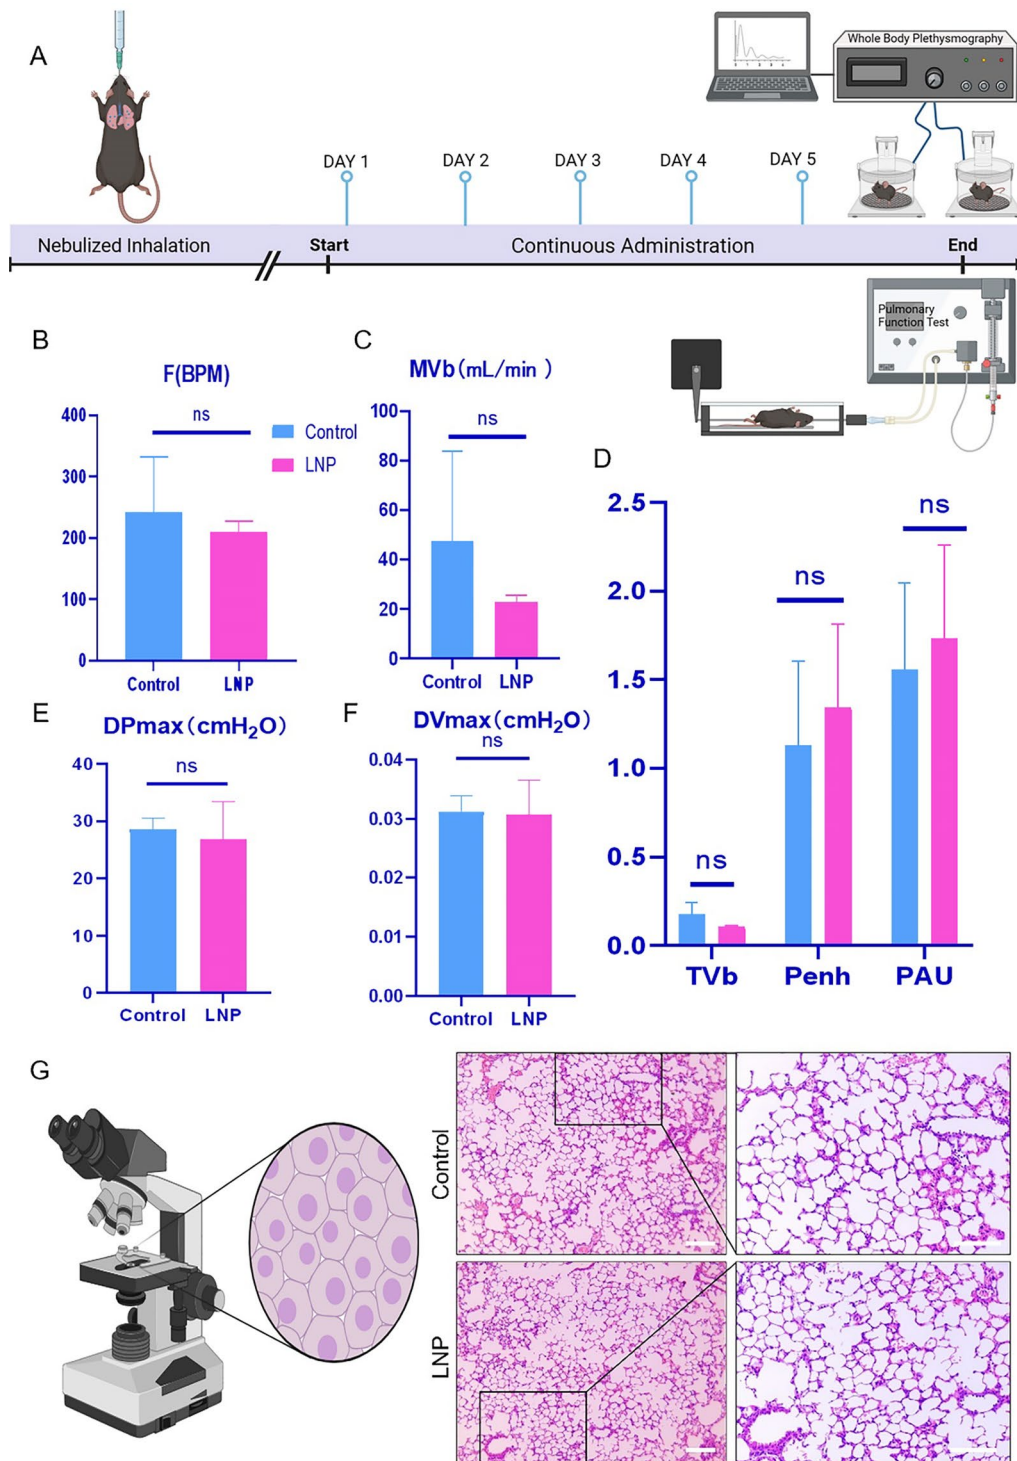 A
Whole Body Plethysmography
DAY 1
DAY 2
DAY 3
DAY 4
DAY 5
Nebulized Inhalation
Start
Continuous Administration
End
Pulmonary
Function Test
B
F(BPM)
400
300
200
100
0
ns
Control
LNP
Control
LNP
C
MVb(mL/min )
100
80
60
40
20
0
ns
Control
LNP
D
2.5
2.0
1.5
1.0
0.5
0.0
ns
ns
ns
TVb
Penh
PAU
E
DPmax(cmH₂O)
40
30
20
10
0
ns
Control
LNP
F
DVmax(cmH₂O)
0.04
0.03
0.02
0.01
0.00
ns
Control
LNP
G
Control
LNP